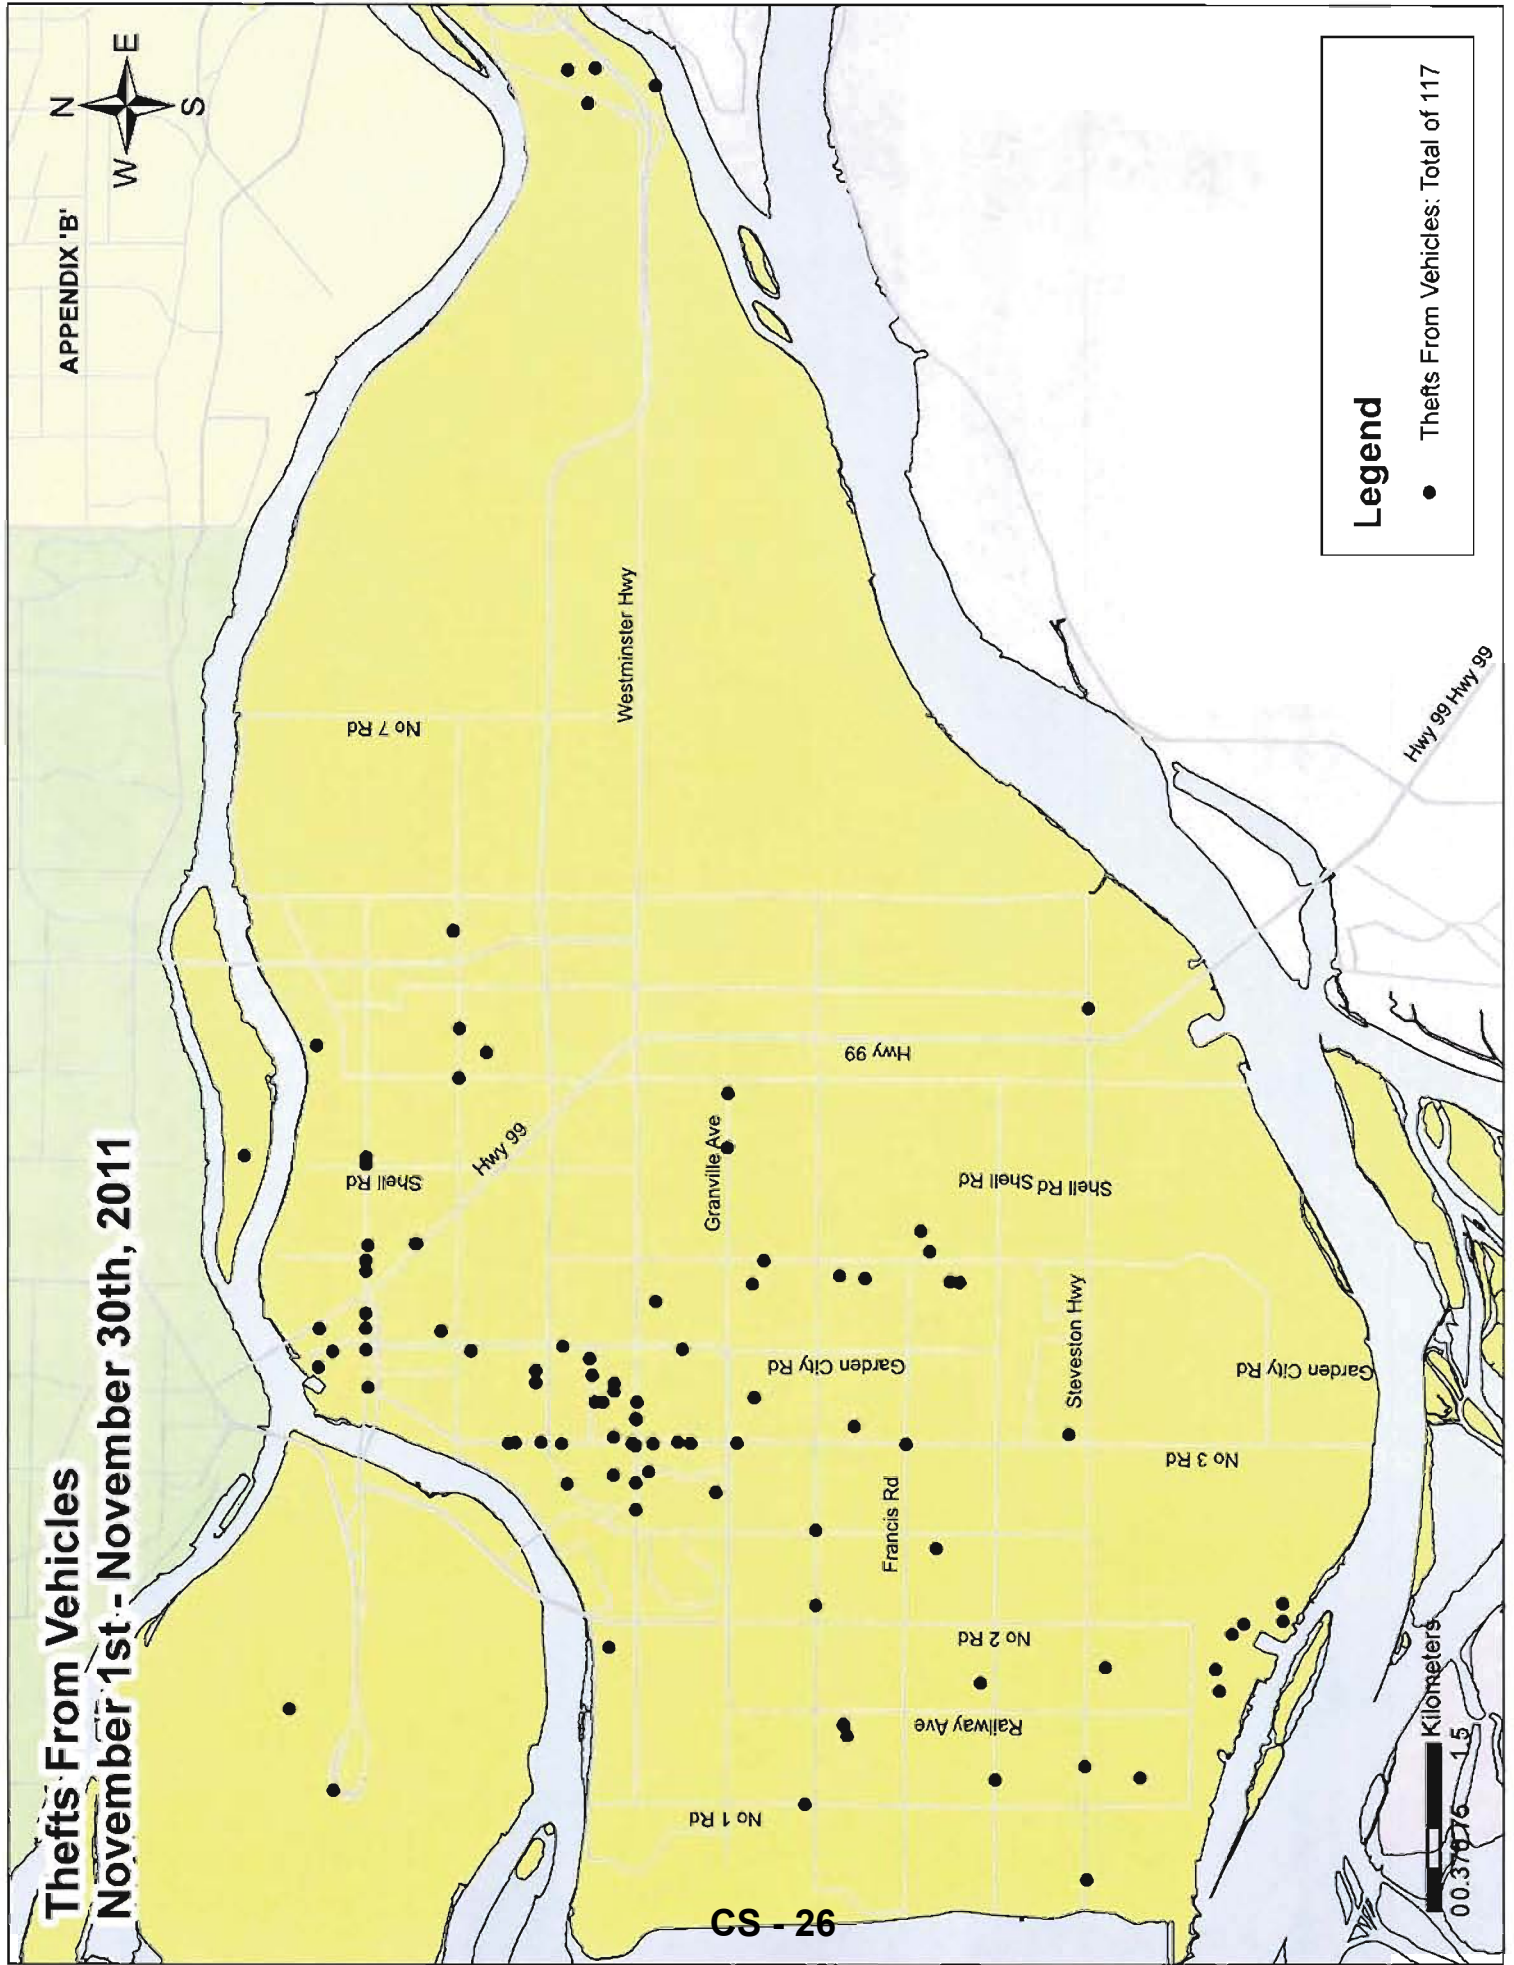 Thefts From Vehicles
November 1st - November 30th, 2011
APPENDIX 'B'
N
W
E
S
No 7 Rd
Westminster Hwy
Shell Rd
Hwy 99
Hwy 99
Granville Ave
Shell Rd Shell Rd
Garden City Rd
Steveston Hwy
Garden City Rd
No 3 Rd
Francis Rd
No 2 Rd
Railway Ave
No 1 Rd
Hwy 99 Hwy 99
Legend
Thefts From Vehicles: Total of 117
Kilometers
0 0.375 0.75 1.5
CS - 26